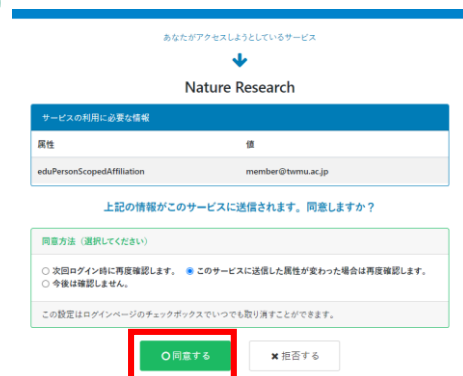 あなたがアクセスしようとしているサービス
Nature Research
サービスの利用に必要な情報
属性 値
eduPersonScopedAffiliation member@twmu.ac.jp
上記の情報がこのサービスに送信されます。同意しますか？
同意方法（選択してください）
次回ログイン時に再度確認します。 このサービスに送信した属性が変わった場合は再度確認します。
今後は確認しません。
この設定はログインページのチェックボックスでいつでも取り消すことができます。
同意する 拒否する